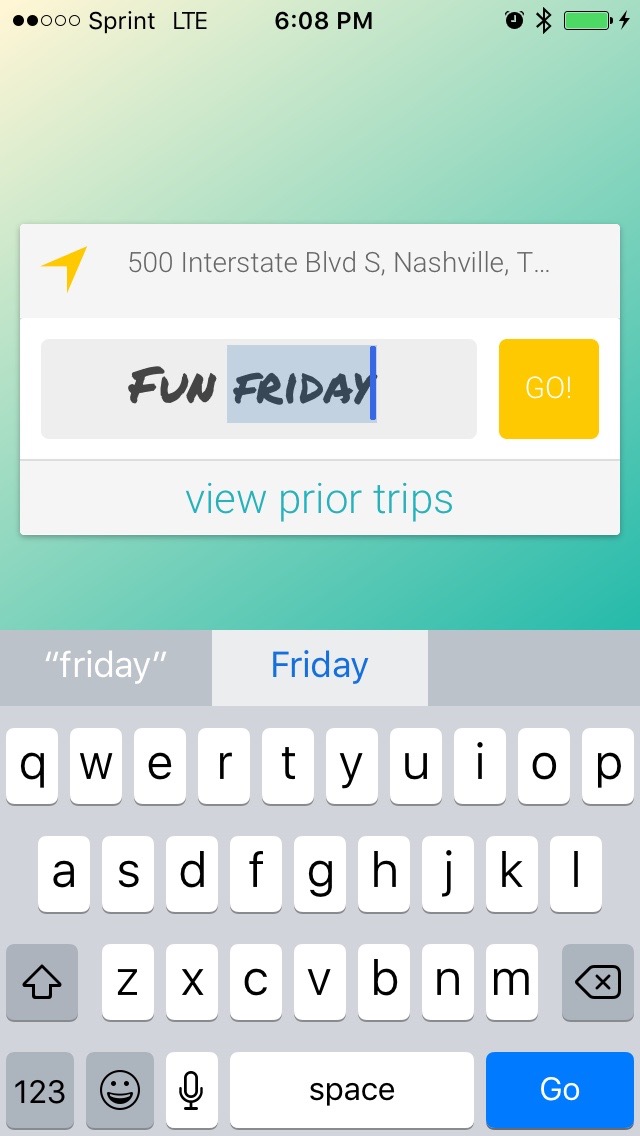 ●●○○○ Sprint LTE 6:08 PM
500 Interstate Blvd S, Nashville, T...
Fun friday GO!
view prior trips
“friday” Friday
q w e r t y u i o p
a s d f g h j k l
z x c v b n m
123 space Go